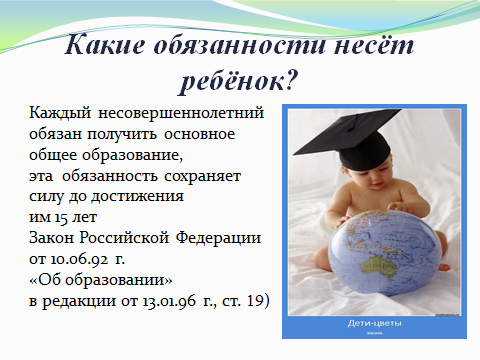 Какие обязанности несёт
ребёнок?
Каждый несовершеннолетний
обязан получить основное
общее образование,
эта обязанность сохраняет
силу до достижения
им 15 лет
Закон Российской Федерации
от 10.06.92 г.
«Об образовании»
в редакции от 13.01.96 г., ст. 19)
Дети-цветы